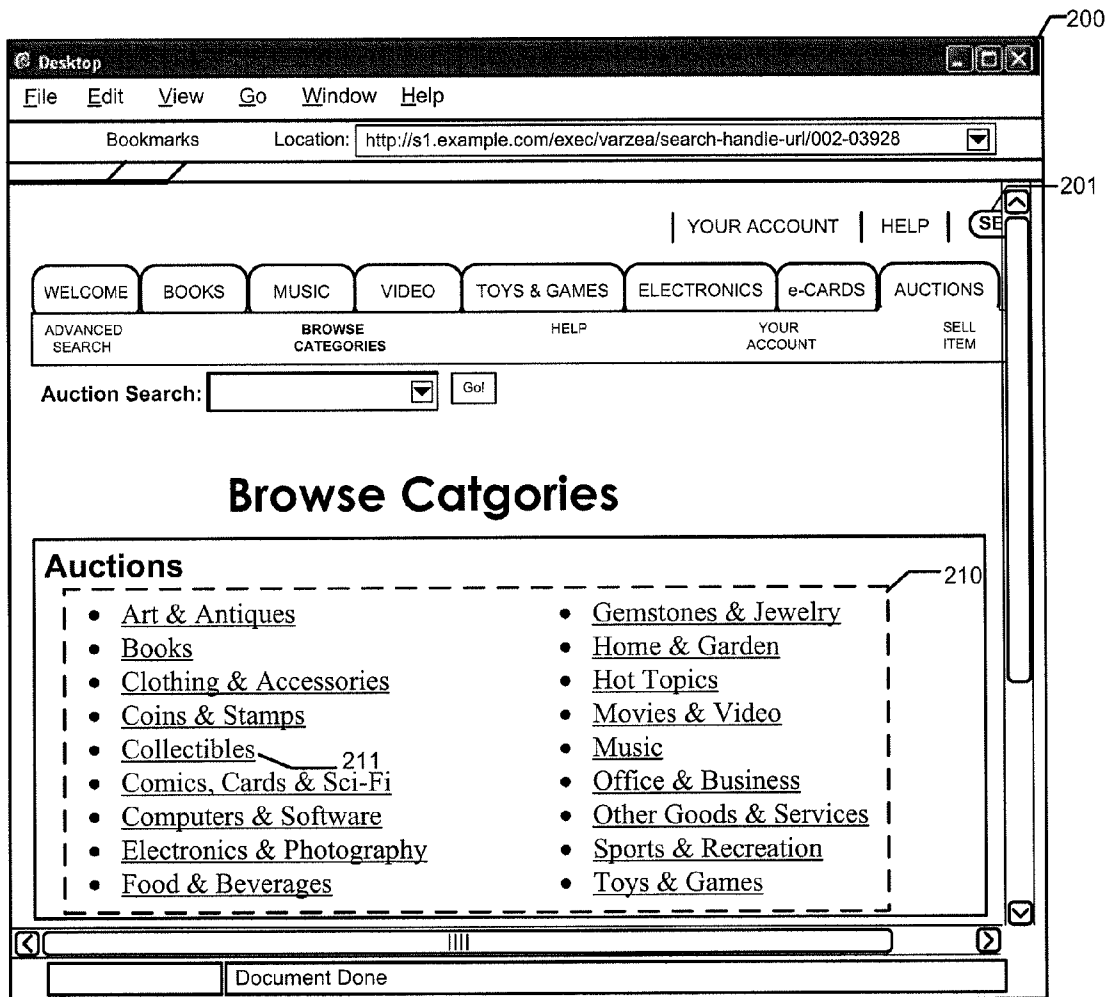 200
Desktop
File Edit View Go Window Help
Bookmarks Location: http://s1.example.com/exec/varzea/search-handle-url/002-03928
201
YOUR ACCOUNT HELP SE
WELCOME BOOKS MUSIC VIDEO TOYS & GAMES ELECTRONICS e-CARDS AUCTIONS
ADVANCED SEARCH BROWSE CATEGORIES HELP YOUR ACCOUNT SELL ITEM
Auction Search: Go!
Browse Catgories
Auctions
210
• Art & Antiques
• Books
• Clothing & Accessories
• Coins & Stamps
• Collectibles 211
• Comics, Cards & Sci-Fi
• Computers & Software
• Electronics & Photography
• Food & Beverages
• Gemstones & Jewelry
• Home & Garden
• Hot Topics
• Movies & Video
• Music
• Office & Business
• Other Goods & Services
• Sports & Recreation
• Toys & Games
Document Done